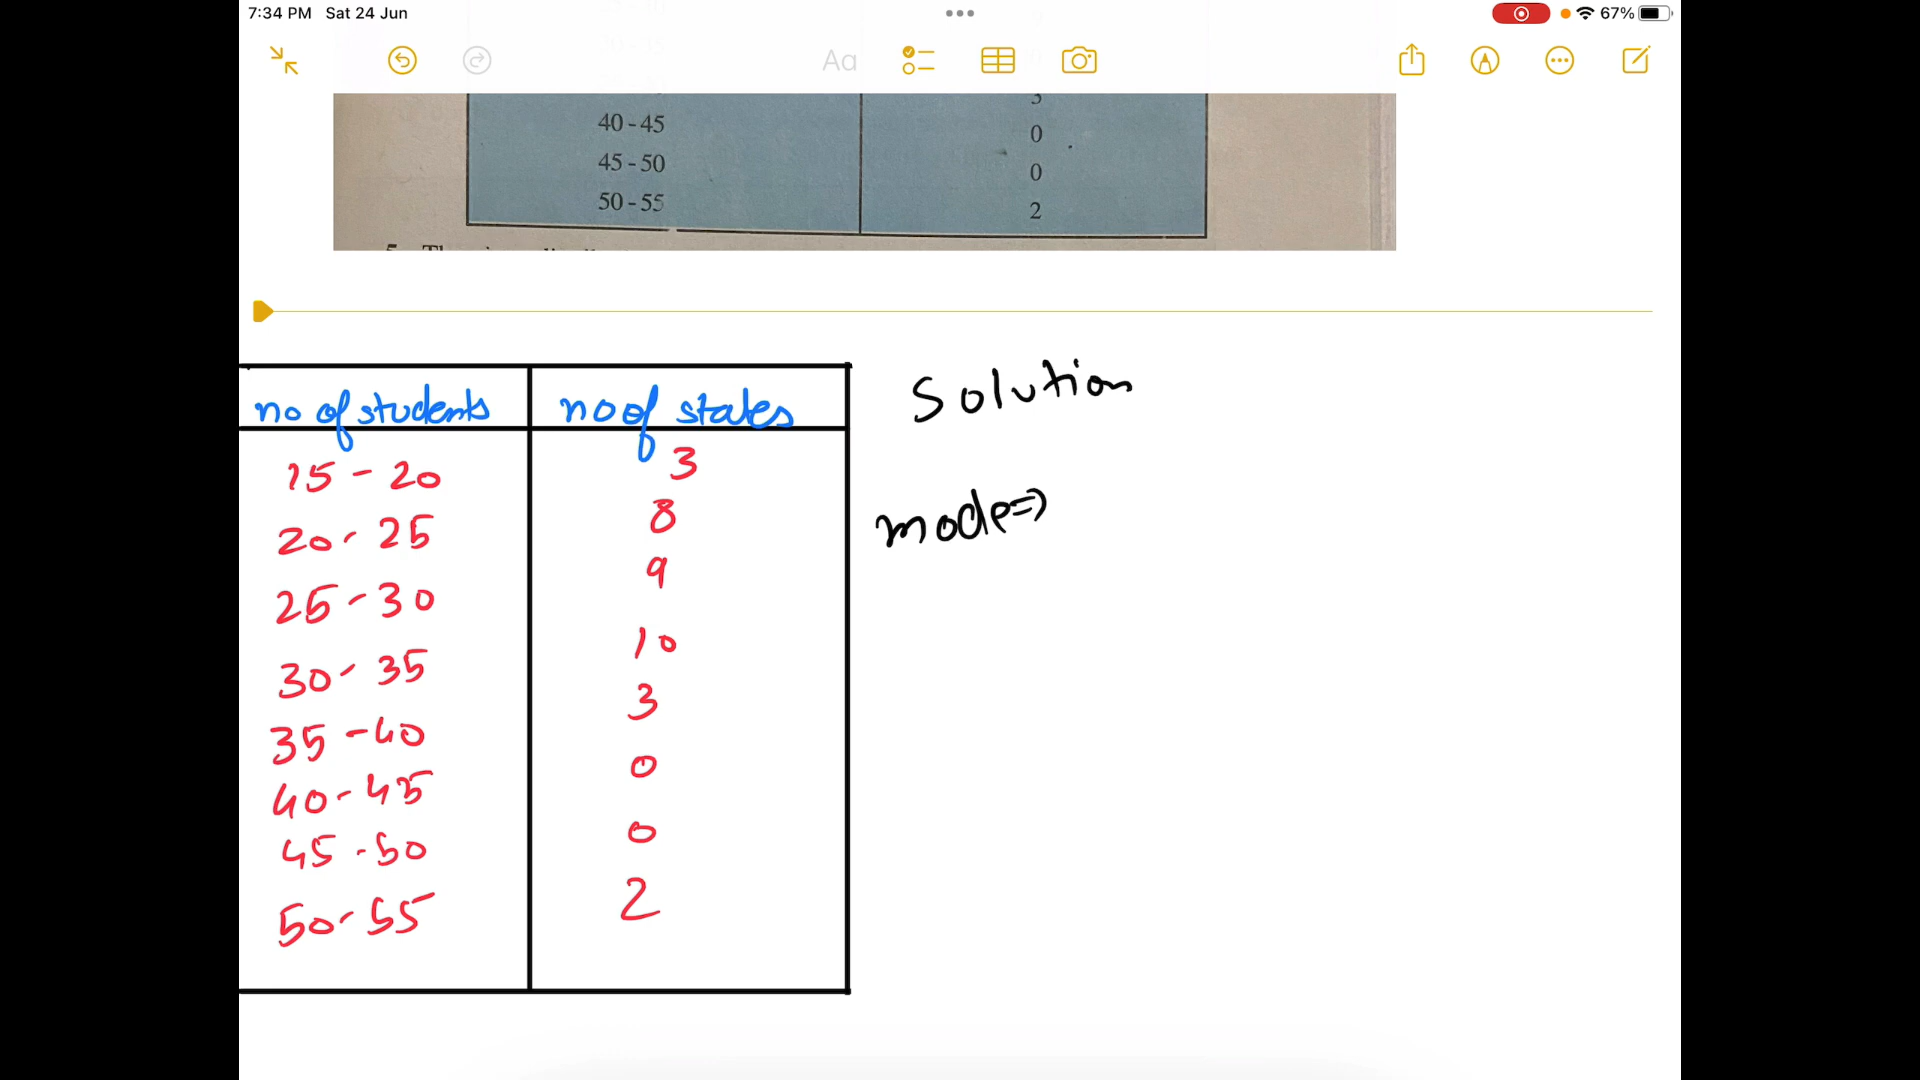 7:34 PM Sat 24 Jun
67%
Aa
3
40 - 45 0
45 - 50 0
50 - 55 2
no of students no of states
15 - 20 3
20 - 25 8
25 - 30 9
30 - 35 10
35 - 40 3
40 - 45 0
45 - 50 0
50 - 55 2
Solution
mode ⇒